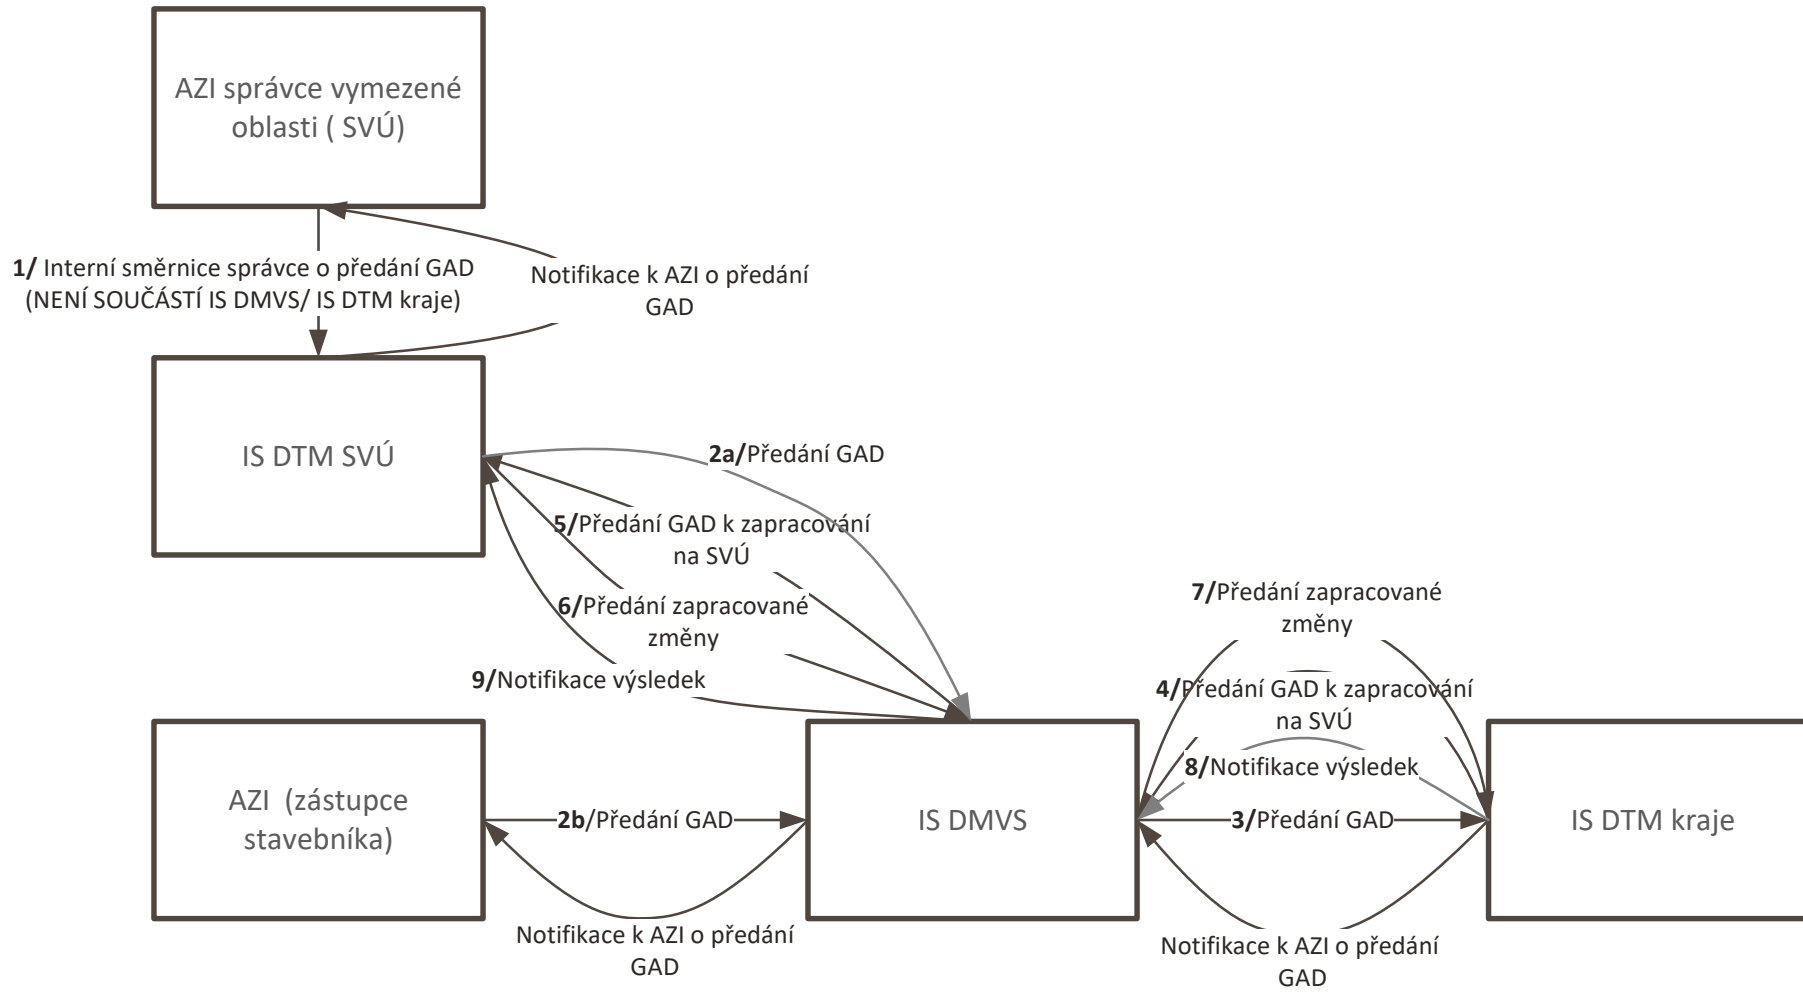 AZI správce vymezené
oblasti ( SVÚ)
1/ Interní směrnice správce o předání GAD
(NENÍ SOUČÁSTÍ IS DMVS/ IS DTM kraje)
Notifikace k AZI o předání
GAD
IS DTM SVÚ
2a/Předání GAD
5/Předání GAD k zapracování
na SVÚ
6/Předání zapracované
změny
9/Notifikace výsledek
7/Předání zapracované
změny
4/Předání GAD k zapracování
na SVÚ
8/Notifikace výsledek
AZI  (zástupce
stavebníka)
2b/Předání GAD
IS DMVS
3/Předání GAD
IS DTM kraje
Notifikace k AZI o předání
GAD
Notifikace k AZI o předání
GAD